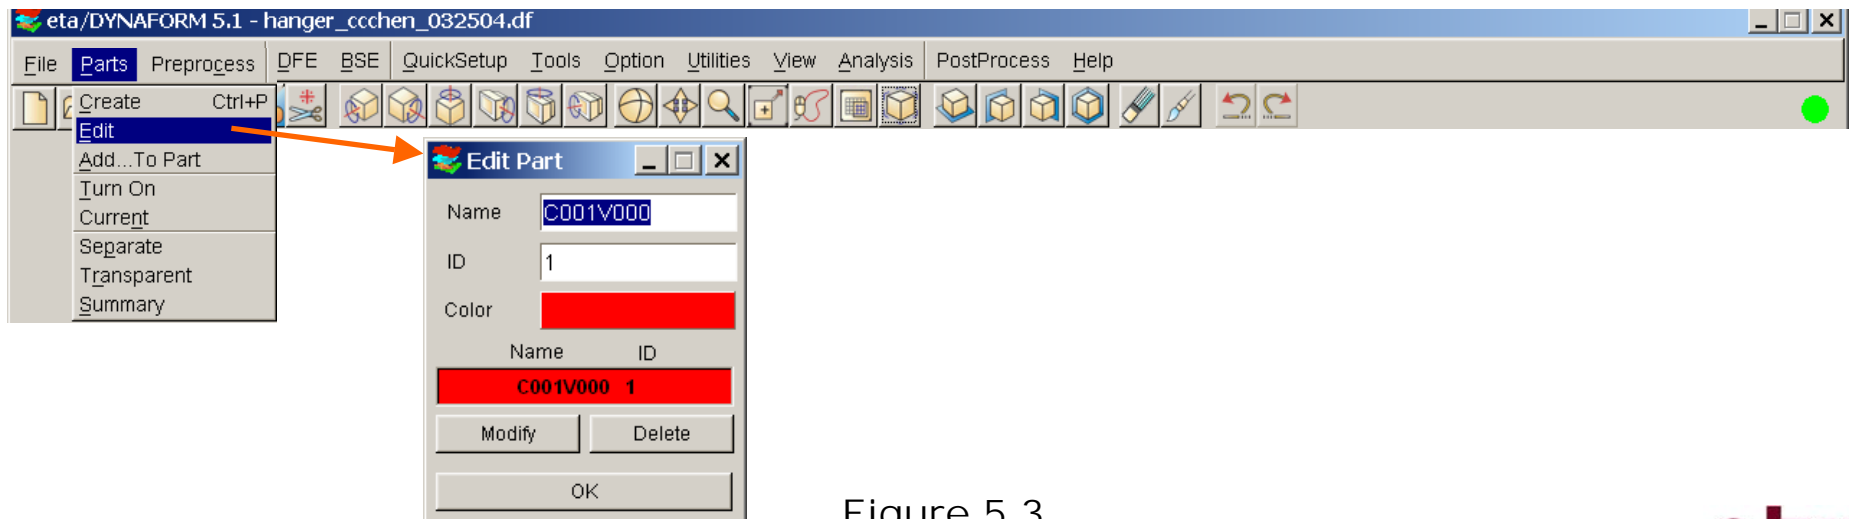 eta/DYNAFORM 5.1 - hanger_ccchen_032504.df
File Parts Preprocess DFE BSE QuickSetup Tools Option Utilities View Analysis PostProcess Help
Create Ctrl+P
Edit
Add...To Part
Turn On
Current
Separate
Transparent
Summary
Edit Part
Name C001V000
ID 1
Color
Name ID
C001V000 1
Modify Delete
OK
Figure 5.3